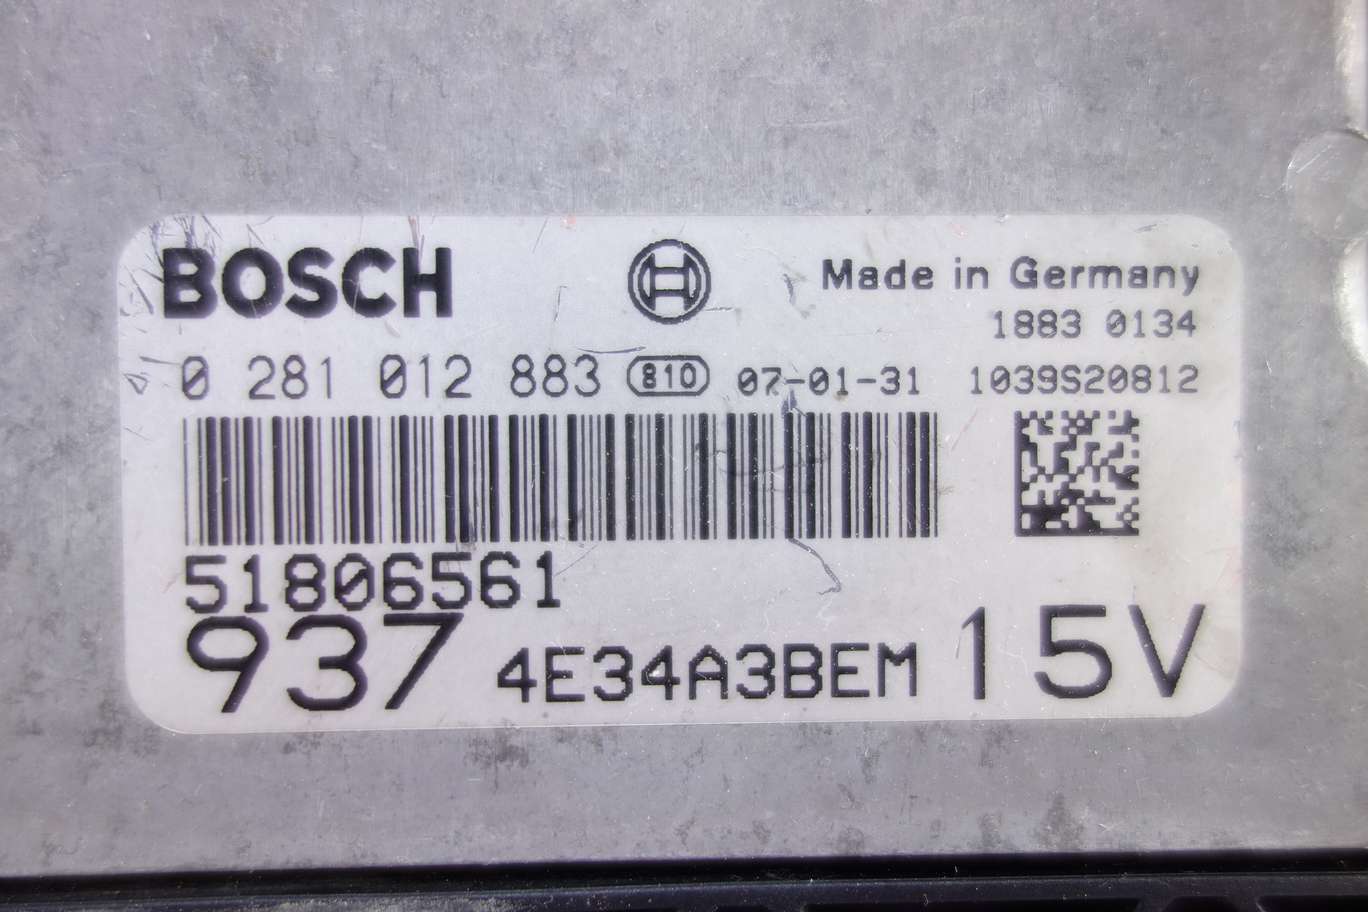 BOSCH Made in Germany
1883 0134
0 281 012 883 810 07-01-31 1039S20812
51806561
937 4E34A3BEM 15V